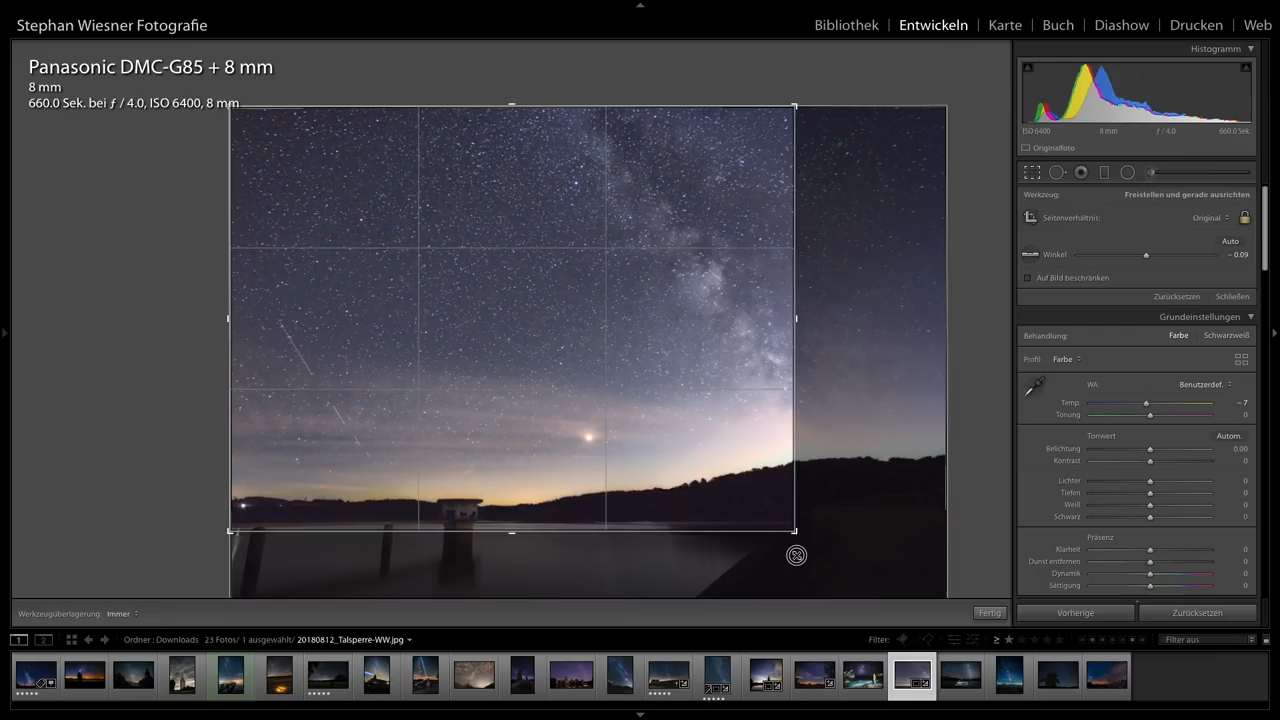 Stephan Wiesner Fotografie
Bibliothek | Entwickeln | Karte | Buch | Diashow | Drucken | Web
Panasonic DMC-G85 + 8 mm
8 mm
660.0 Sek. bei ƒ / 4.0, ISO 6400, 8 mm
Histogramm
ISO 6400 8 mm ƒ / 4.0 660.0 Sek.
Originalfoto
Werkzeug: Freistellen und gerade ausrichten
Seitenverhältnis: Original
Auto
Winkel − 0.09
Auf Bild beschränken
Zurücksetzen Schließen
Grundeinstellungen
Behandlung: Farbe Schwarzweiß
Profil: Farbe
WA: Benutzerdef.
Temp. − 7
Tonung 0
Tonwert Autom.
Belichtung 0.00
Kontrast 0
Lichter 0
Tiefen 0
Weiß 0
Schwarz 0
Präsenz
Klarheit 0
Dunst entfernen 0
Dynamik 0
Sättigung 0
Werkzeugüberlagerung: Immer
Fertig
Vorherige Zurücksetzen
1 2 Ordner : Downloads 23 Fotos/ 1 ausgewählt/ 20180812_Talsperre-WW.jpg Filter: ≥ Filter aus